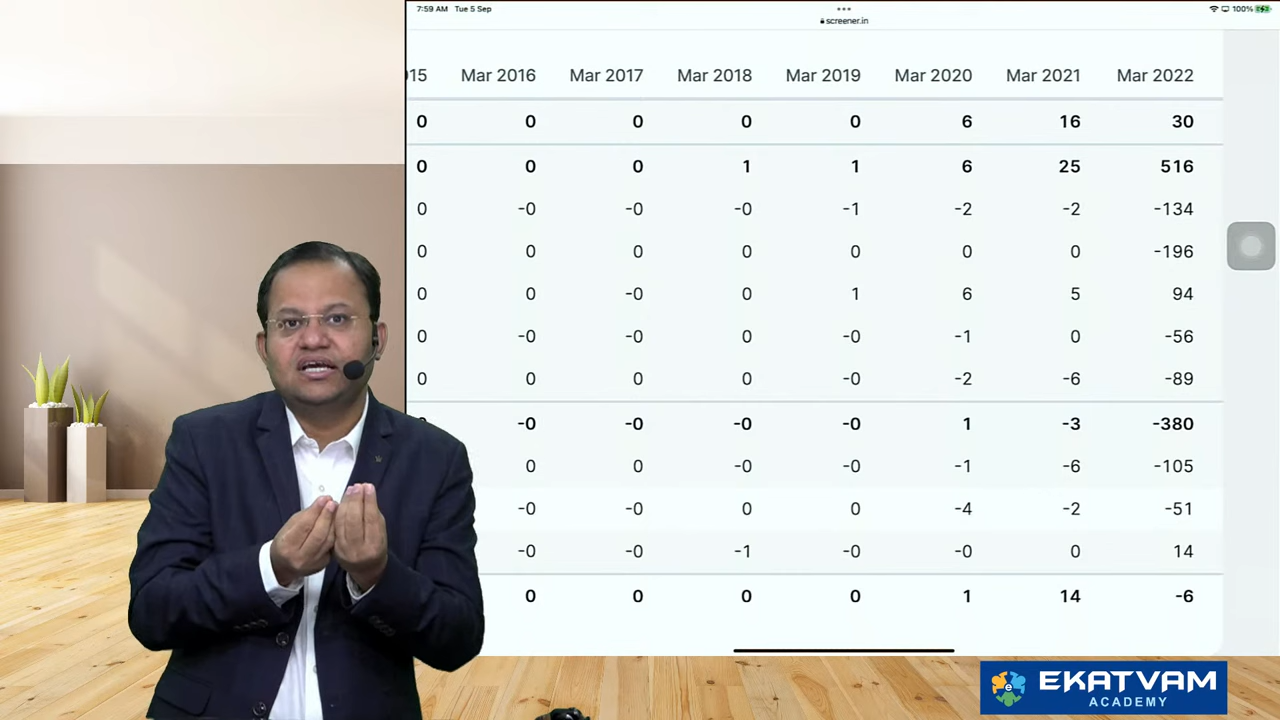 7:59 AM Tue 5 Sep
100%
screener.in
015 Mar 2016 Mar 2017 Mar 2018 Mar 2019 Mar 2020 Mar 2021 Mar 2022
0 0 0 0 0 6 16 30
0 0 0 1 1 6 25 516
0 -0 -0 -0 -1 -2 -2 -134
0 0 0 0 0 0 0 -196
0 0 -0 0 1 6 5 94
0 -0 -0 0 -0 -1 0 -56
0 0 0 0 -0 -2 -6 -89
-0 -0 -0 -0 1 -3 -380
0 0 -0 -0 -1 -6 -105
-0 -0 0 0 -4 -2 -51
-0 -0 -1 -0 -0 0 14
0 0 0 0 1 14 -6
EKATVAM
ACADEMY